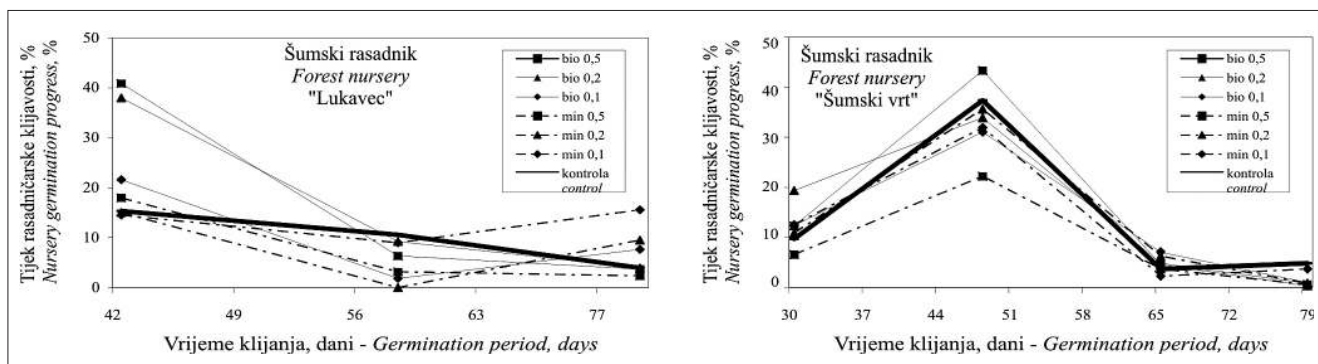 Tijek rasadničarske klijavosti, %
Nursery germination progress, %
50
40
30
20
10
0
Šumski rasadnik
Forest nursery
"Lukavec"
bio 0,5
bio 0,2
bio 0,1
min 0,5
min 0,2
min 0,1
kontrola
control
42 49 56 63 77
Vrijeme klijanja, dani - Germination period, days
Tijek rasadničarske klijavosti, %
Nursery germination progress, %
50
40
30
20
10
0
Šumski rasadnik
Forest nursery
"Šumski vrt"
bio 0,5
bio 0,2
bio 0,1
min 0,5
min 0,2
min 0,1
kontrola
control
30 37 44 51 65 72 79
Vrijeme klijanja, dani - Germination period, days